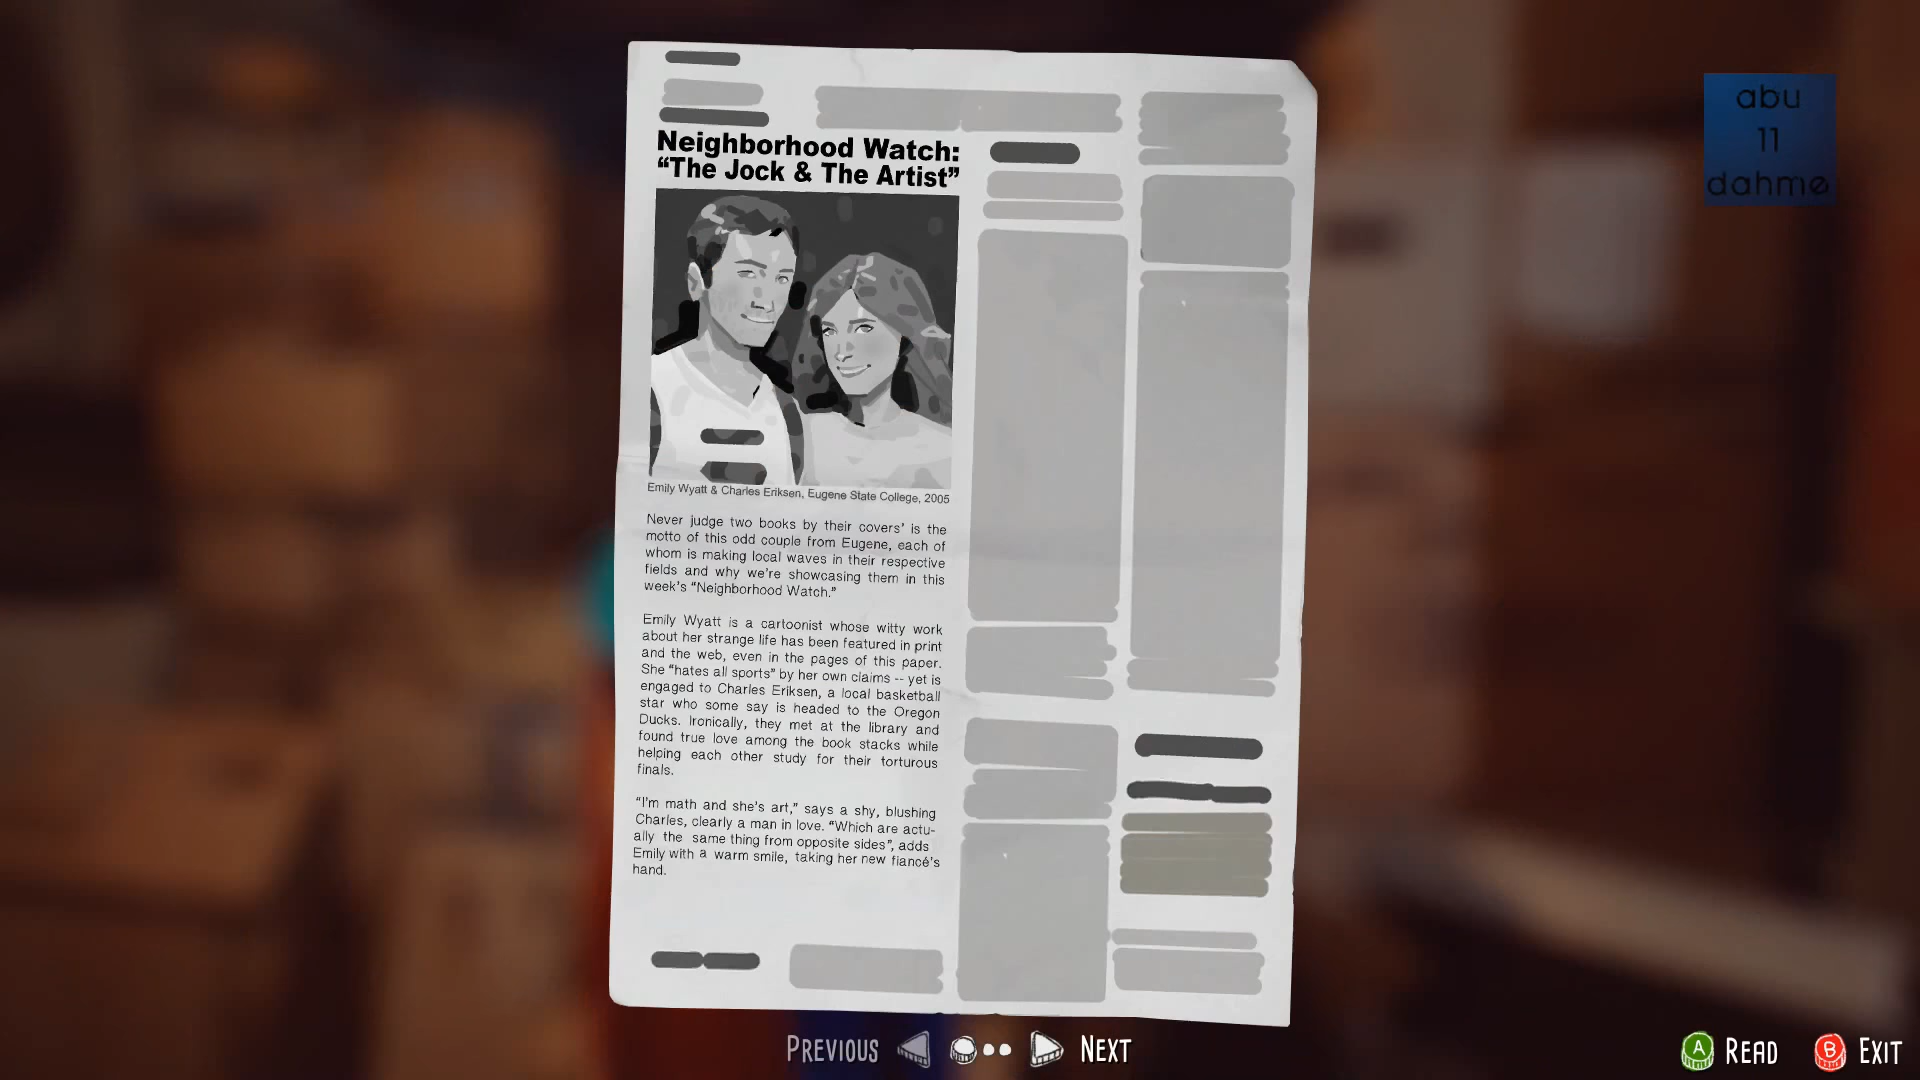 Neighborhood Watch:
“The Jock & The Artist”
Emily Wyatt & Charles Eriksen, Eugene State College, 2005
Never judge two books by their covers’ is the
motto of this odd couple from Eugene, each of
whom is making local waves in their respective
fields and why we’re showcasing them in this
week’s “Neighborhood Watch.”
Emily Wyatt is a cartoonist whose witty work
about her strange life has been featured in print
and the web, even in the pages of this paper.
She “hates all sports” by her own claims -- yet is
engaged to Charles Eriksen, a local basketball
star who some say is headed to the Oregon
Ducks. Ironically, they met at the library and
found true love among the book stacks while
helping each other study for their torturous
finals.
“I’m math and she’s art,” says a shy, blushing
Charles, clearly a man in love. “Which are actu-
ally the same thing from opposite sides”, adds
Emily with a warm smile, taking her new fiancé’s
hand.
abu
11
dahme
PREVIOUS NEXT
A READ B EXIT